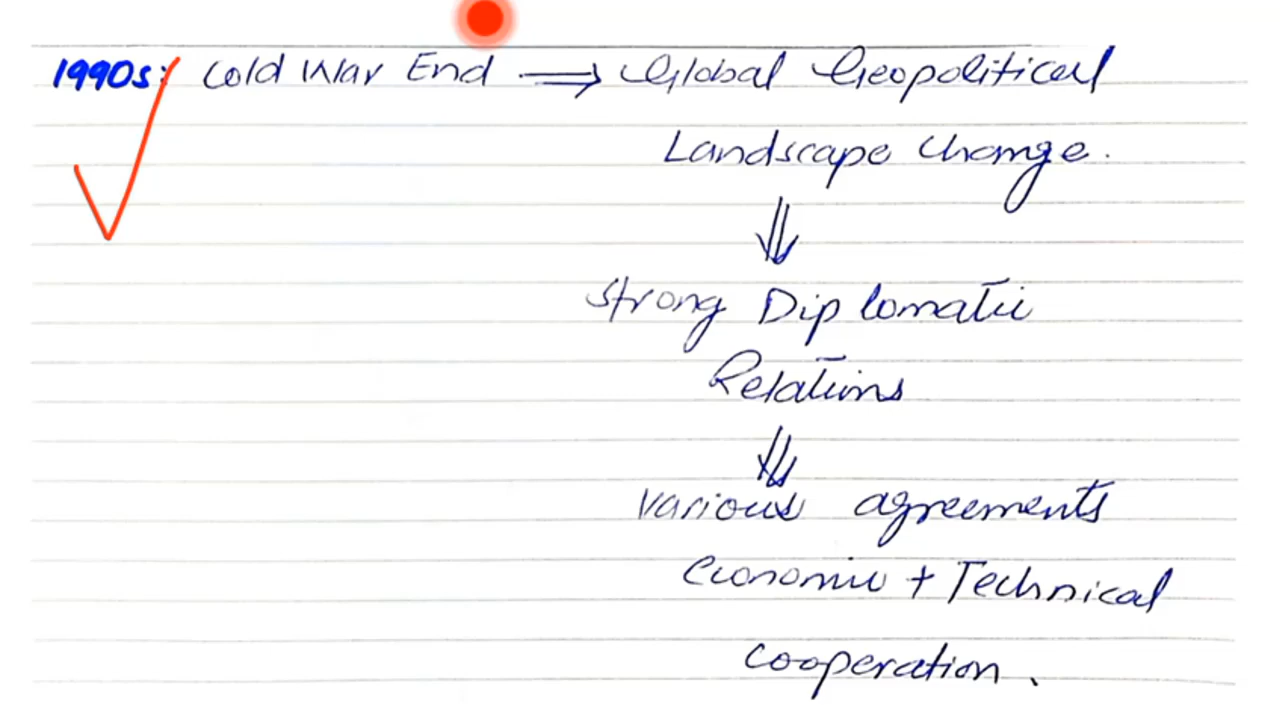 1990s: Cold War End ⟹ Global Geopolitical
Landscape Change.
⇓
Strong Diplomatic
Relations
⇓
Various agreements
Economic + Technical
Cooperation.